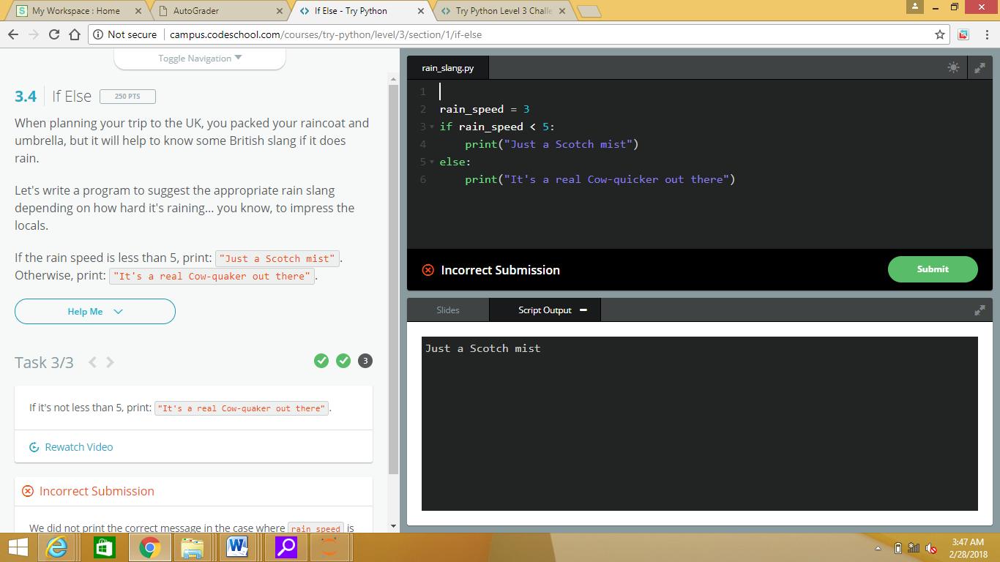 My Workspace : Home
AutoGrader
If Else - Try Python
Try Python Level 3 Challe
Not secure
campus.codeschool.com/courses/try-python/level/3/section/1/if-else
Toggle Navigation
3.4
If Else
250 PTS
When planning your trip to the UK, you packed your raincoat and
umbrella, but it will help to know some British slang if it does
rain.
Let's write a program to suggest the appropriate rain slang
depending on how hard it's raining... you know, to impress the
locals.
If the rain speed is less than 5, print: "Just a Scotch mist".
Otherwise, print: "It's a real Cow-quaker out there".
Help Me
Task 3/3
3
If it's not less than 5, print: "It's a real Cow-quaker out there".
Rewatch Video
Incorrect Submission
We did not print the correct message in the case where rain_speed is
rain_slang.py
1
2 rain_speed = 3
3 if rain_speed < 5:
4 print("Just a Scotch mist")
5 else:
6 print("It's a real Cow-quicker out there")
Incorrect Submission
Submit
Slides
Script Output
Just a Scotch mist
3:47 AM
2/28/2018